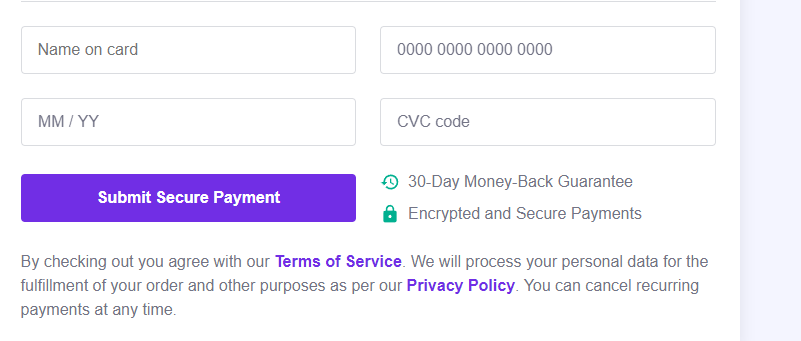 Name on card
0000 0000 0000 0000
MM / YY
CVC code
Submit Secure Payment
30-Day Money-Back Guarantee
Encrypted and Secure Payments
By checking out you agree with our Terms of Service. We will process your personal data for the
fulfillment of your order and other purposes as per our Privacy Policy. You can cancel recurring
payments at any time.